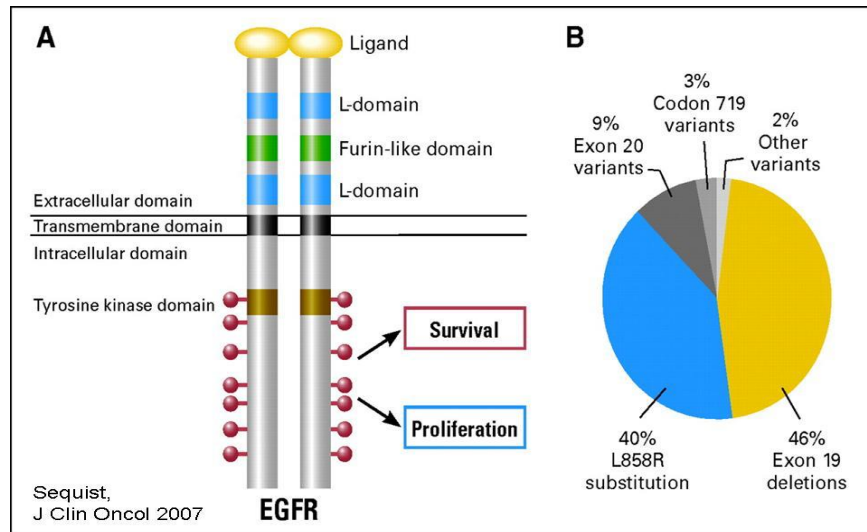 A
Ligand
L-domain
Furin-like domain
L-domain
Extracellular domain
Transmembrane domain
Intracellular domain
Tyrosine kinase domain
Survival
Proliferation
EGFR
Sequist,
J Clin Oncol 2007
B
3%
Codon 719
variants
9%
Exon 20
variants
2%
Other
variants
40%
L858R
substitution
46%
Exon 19
deletions